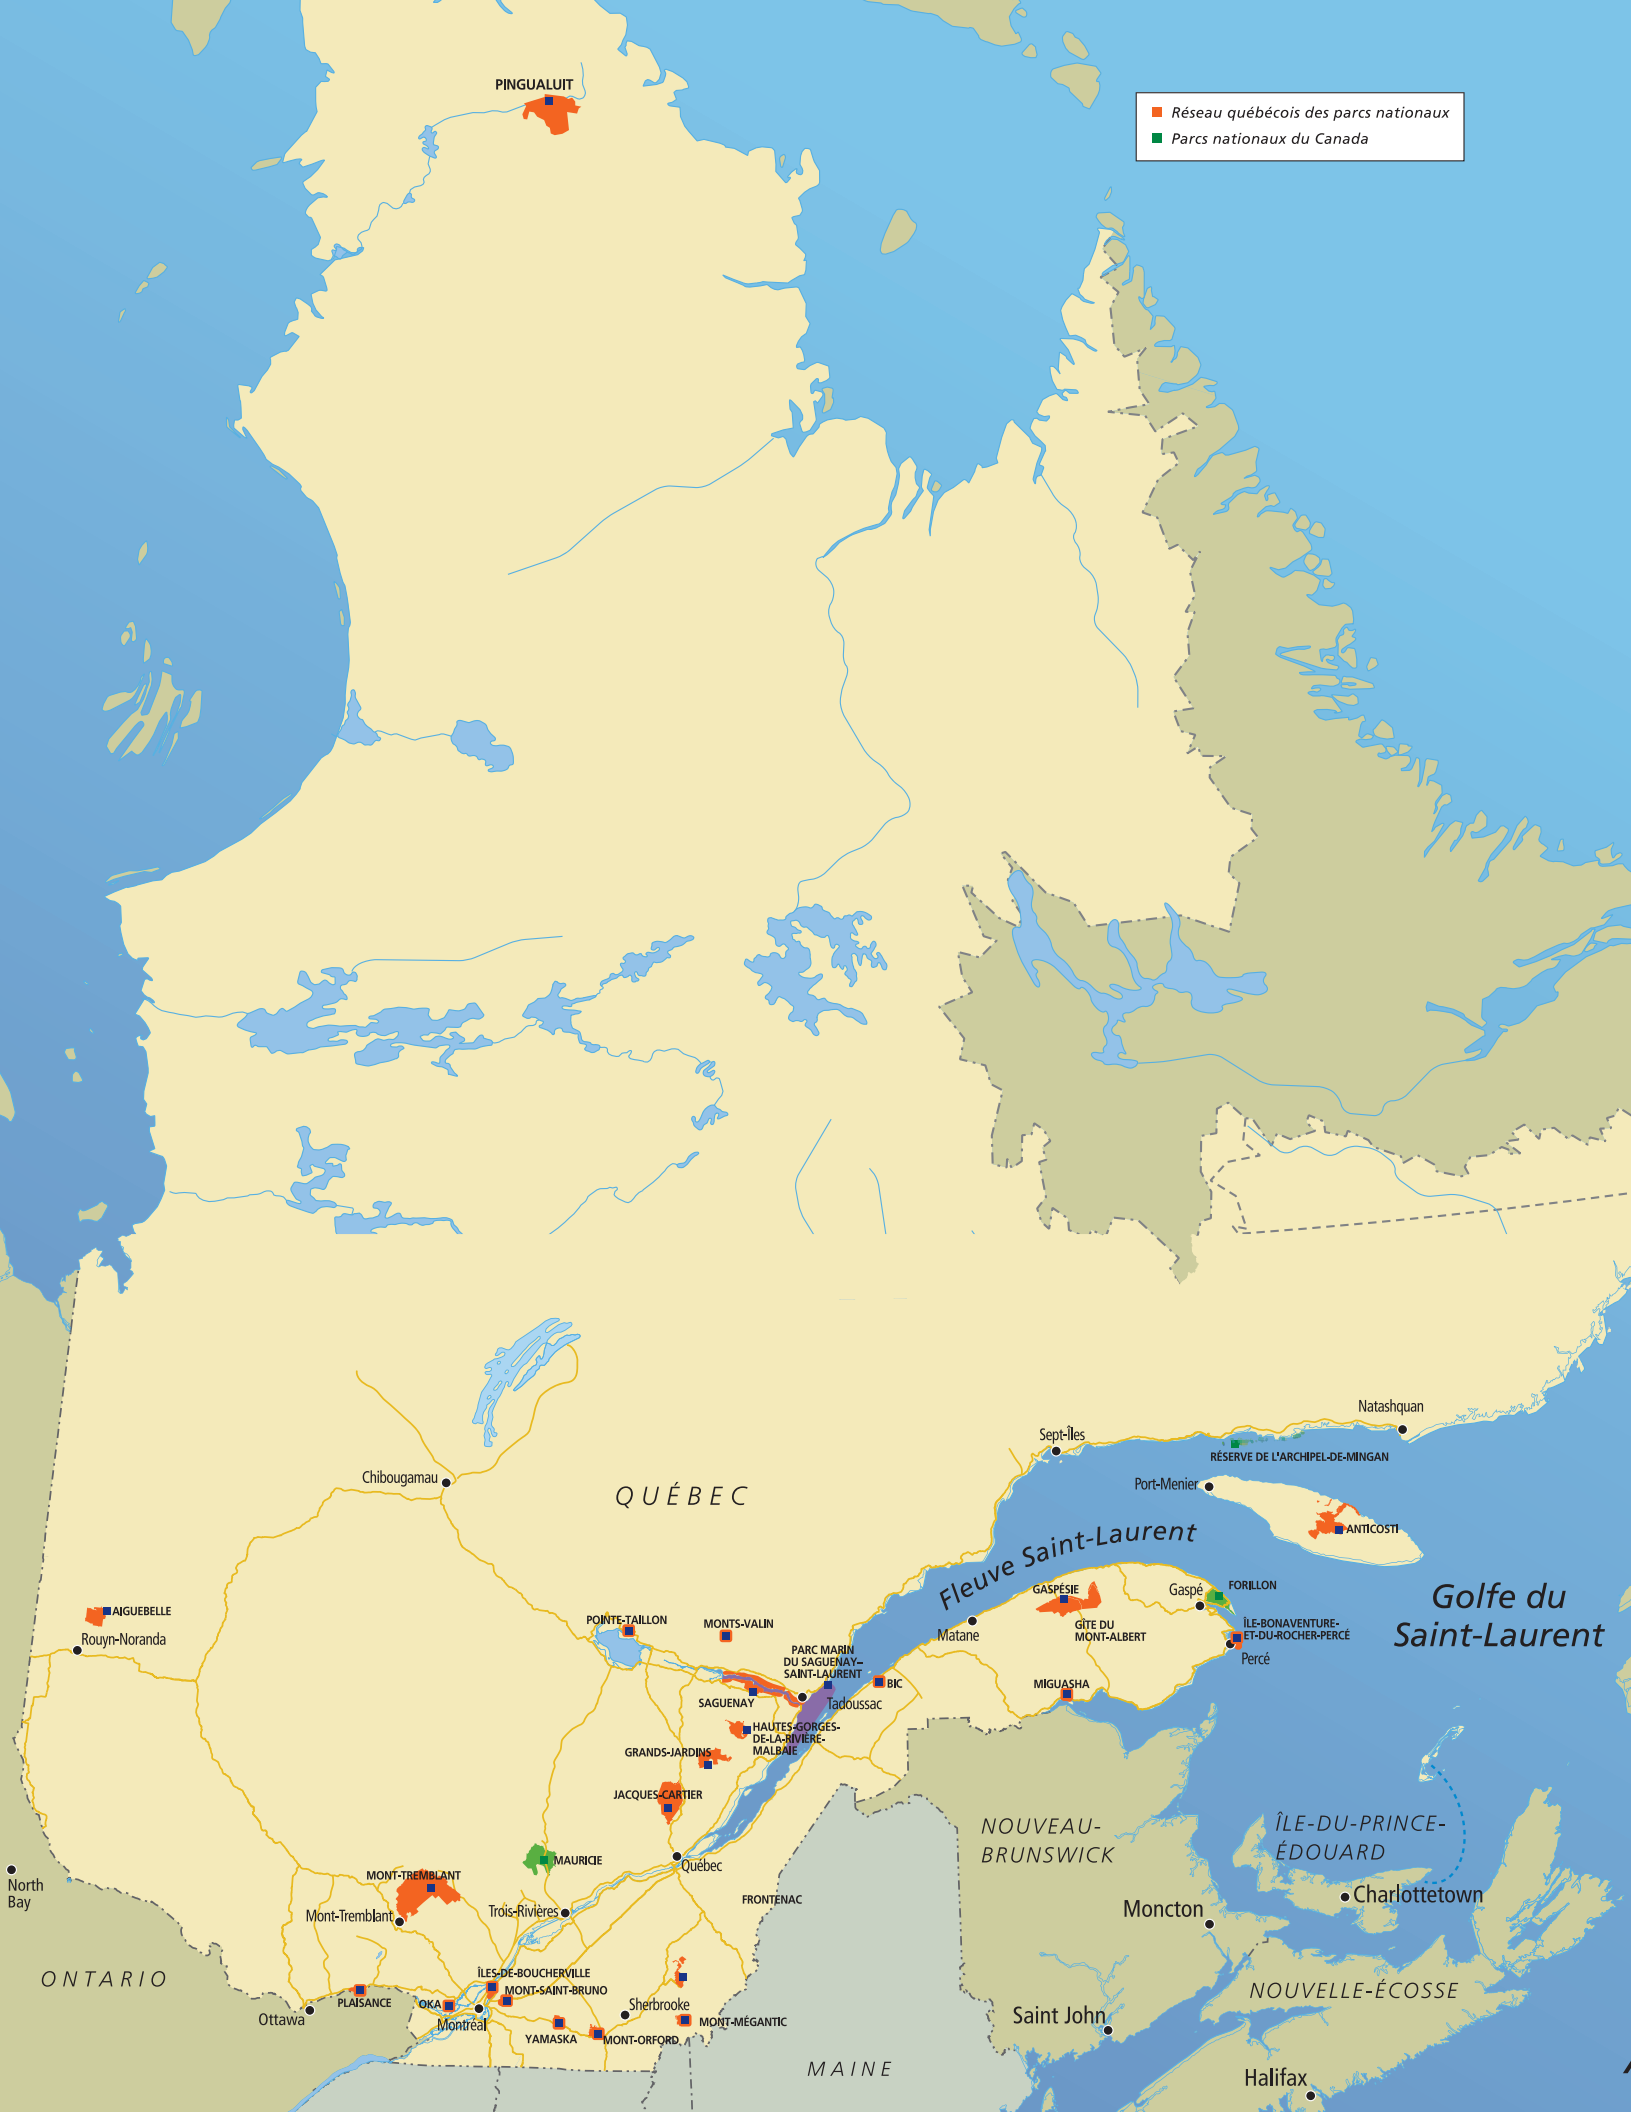 PINGUALUIT
Réseau québécois des parcs nationaux
Parcs nationaux du Canada
Natashquan
Sept-Îles
RÉSERVE DE L'ARCHIPEL-DE-MINGAN
Chibougamau
Port-Menier
QUÉBEC
ANTICOSTI
Fleuve Saint-Laurent
GASPÉSIE
Gaspé
FORILLON
Golfe du
Saint-Laurent
AIGUEBELLE
Rouyn-Noranda
POINTE-TAILLON
MONTS-VALIN
GÎTE DU
MONT-ALBERT
ÎLE-BONAVENTURE-
ET-DU-ROCHER-PERCÉ
Matane
Percé
PARC MARIN
DU SAGUENAY–
SAINT-LAURENT
BIC
MIGUASHA
SAGUENAY
Tadoussac
HAUTES-GORGES-
DE-LA-RIVIÈRE-
MALBAIE
GRANDS-JARDINS
JACQUES-CARTIER
NOUVEAU-
BRUNSWICK
ÎLE-DU-PRINCE-
ÉDOUARD
MAURICIE
Québec
MONT-TREMBLANT
North
Bay
FRONTENAC
Charlottetown
Moncton
Mont-Tremblant
Trois-Rivières
ONTARIO
ÎLES-DE-BOUCHERVILLE
MONT-SAINT-BRUNO
NOUVELLE-ÉCOSSE
PLAISANCE
OKA
Sherbrooke
Ottawa
Montréal
MONT-MÉGANTIC
Saint John
YAMASKA
MONT-ORFORD
MAINE
Halifax